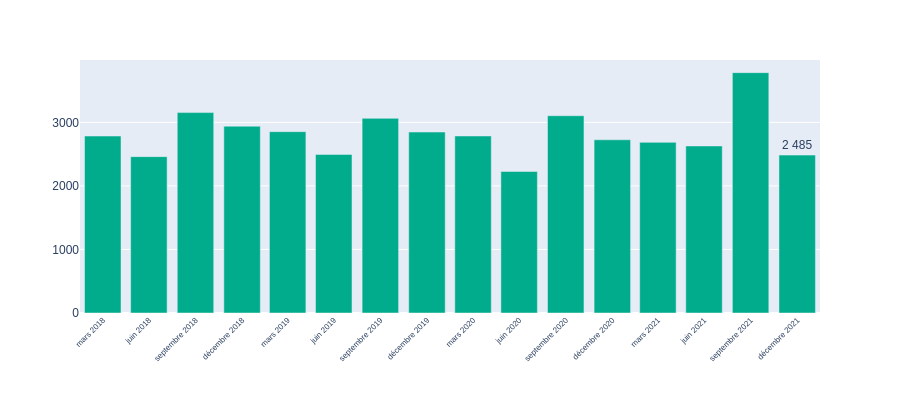 3000
2000
1000
0
2 485
mars 2018
juin 2018
septembre 2018
décembre 2018
mars 2019
juin 2019
septembre 2019
décembre 2019
mars 2020
juin 2020
septembre 2020
décembre 2020
mars 2021
juin 2021
septembre 2021
décembre 2021